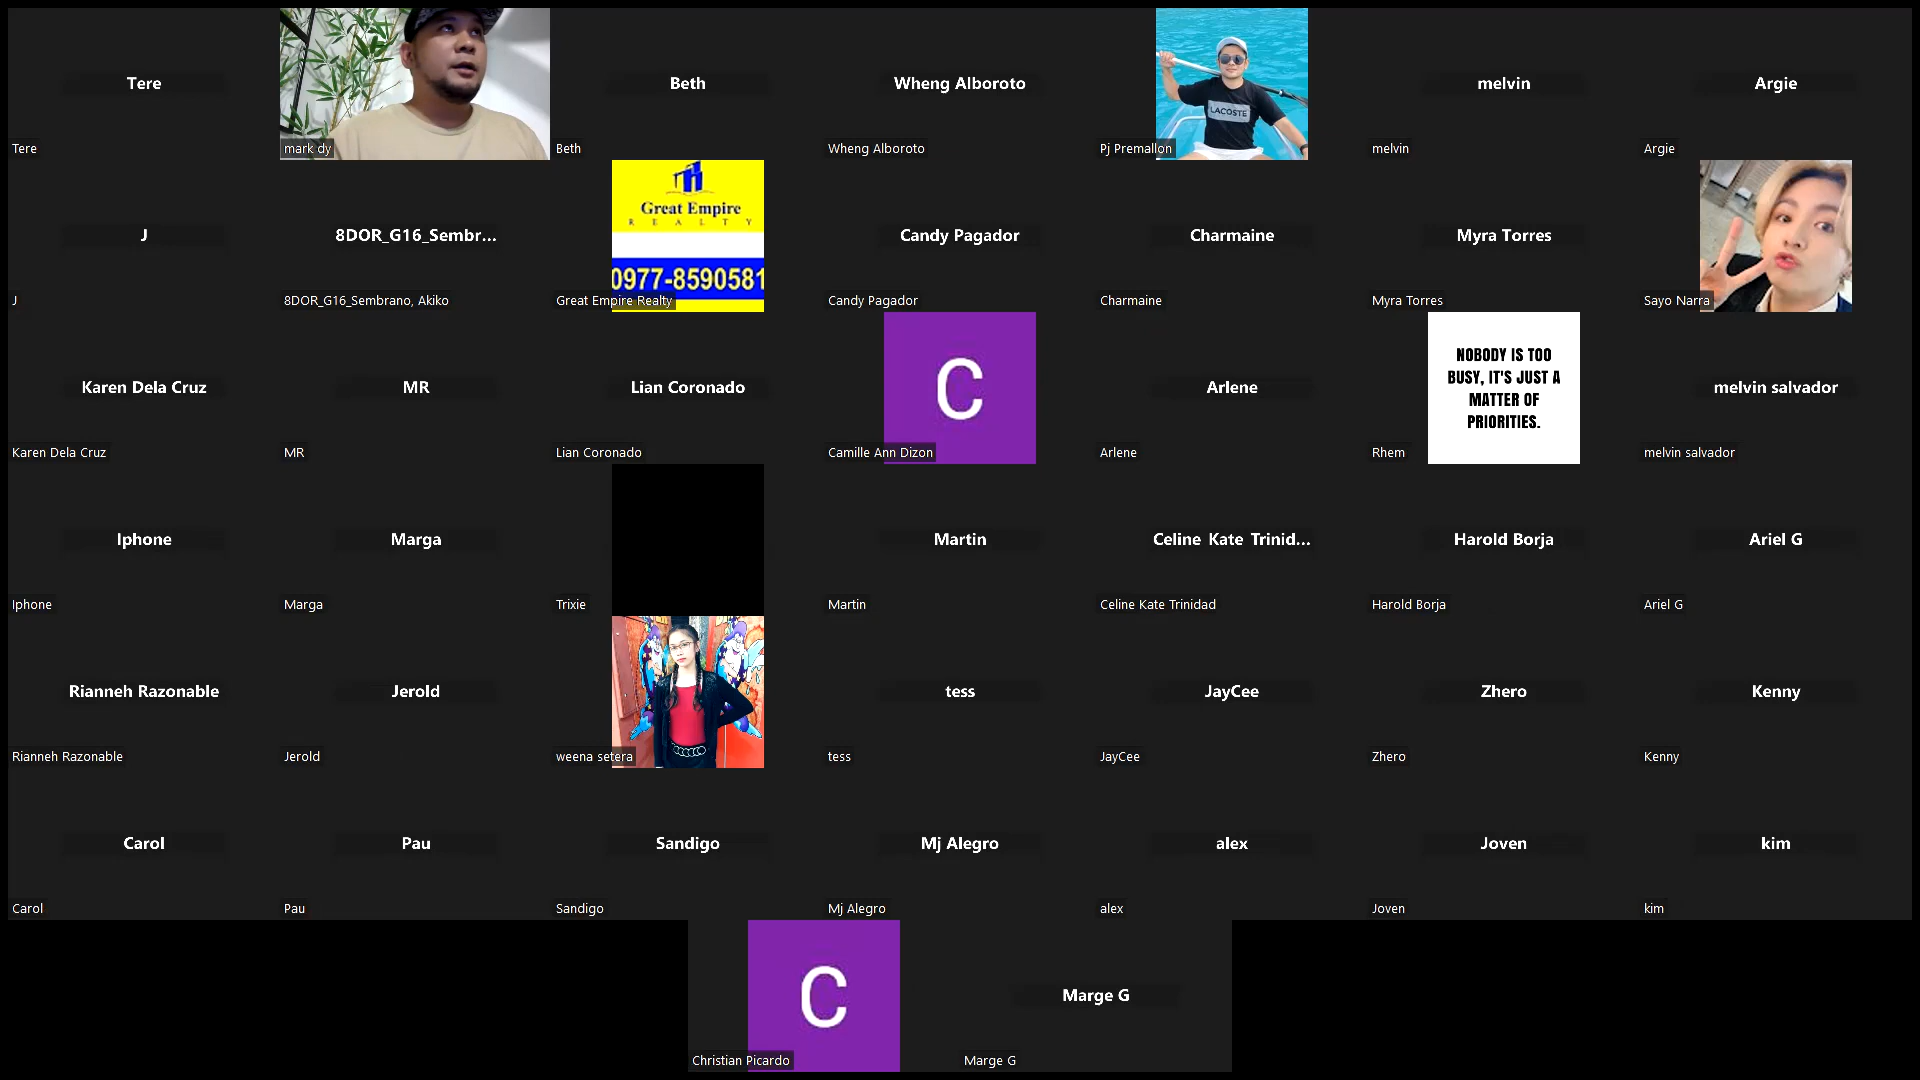 Tere
Tere
mark dy
Beth
Beth
Wheng Alboroto
Wheng Alboroto
LACOSTE
Pj Premallon
melvin
melvin
Argie
Argie
J
J
8DOR_G16_Sembr...
8DOR_G16_Sembrano, Akiko
Great Empire
REALTY
0977-8590581
Great Empire Realty
Candy Pagador
Candy Pagador
Charmaine
Charmaine
Myra Torres
Myra Torres
Sayo Narra
Karen Dela Cruz
Karen Dela Cruz
MR
MR
Lian Coronado
Lian Coronado
C
Camille Ann Dizon
Arlene
Arlene
NOBODY IS TOO
BUSY, IT'S JUST A
MATTER OF
PRIORITIES.
Rhem
melvin salvador
melvin salvador
Iphone
Iphone
Marga
Marga
Trixie
Martin
Martin
Celine Kate Trinid...
Celine Kate Trinidad
Harold Borja
Harold Borja
Ariel G
Ariel G
Rianneh Razonable
Rianneh Razonable
Jerold
Jerold
weena setera
tess
tess
JayCee
JayCee
Zhero
Zhero
Kenny
Kenny
Carol
Carol
Pau
Pau
Sandigo
Sandigo
Mj Alegro
Mj Alegro
alex
alex
Joven
Joven
kim
kim
C
Christian Picardo
Marge G
Marge G